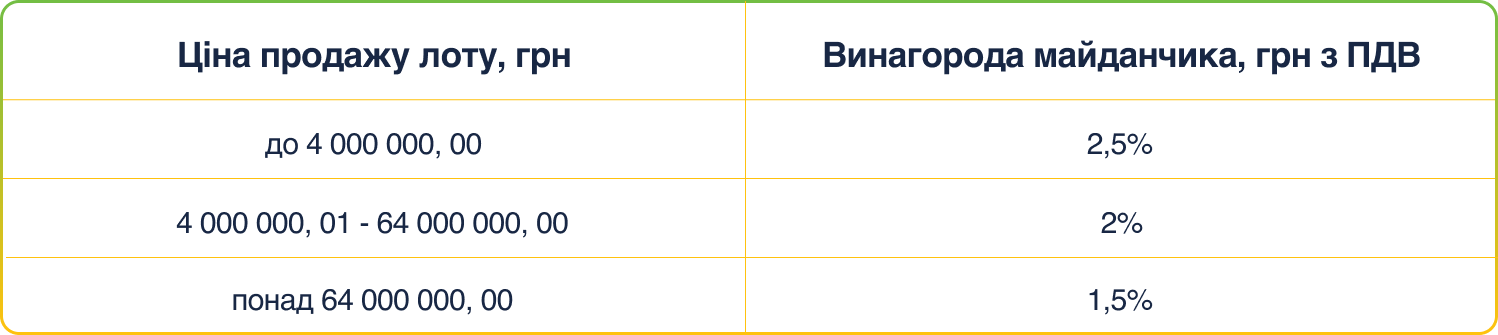 Ціна продажу лоту, грн
Винагорода майданчика, грн з ПДВ
до 4 000 000, 00
2,5%
4 000 000, 01 - 64 000 000, 00
2%
понад 64 000 000, 00
1,5%